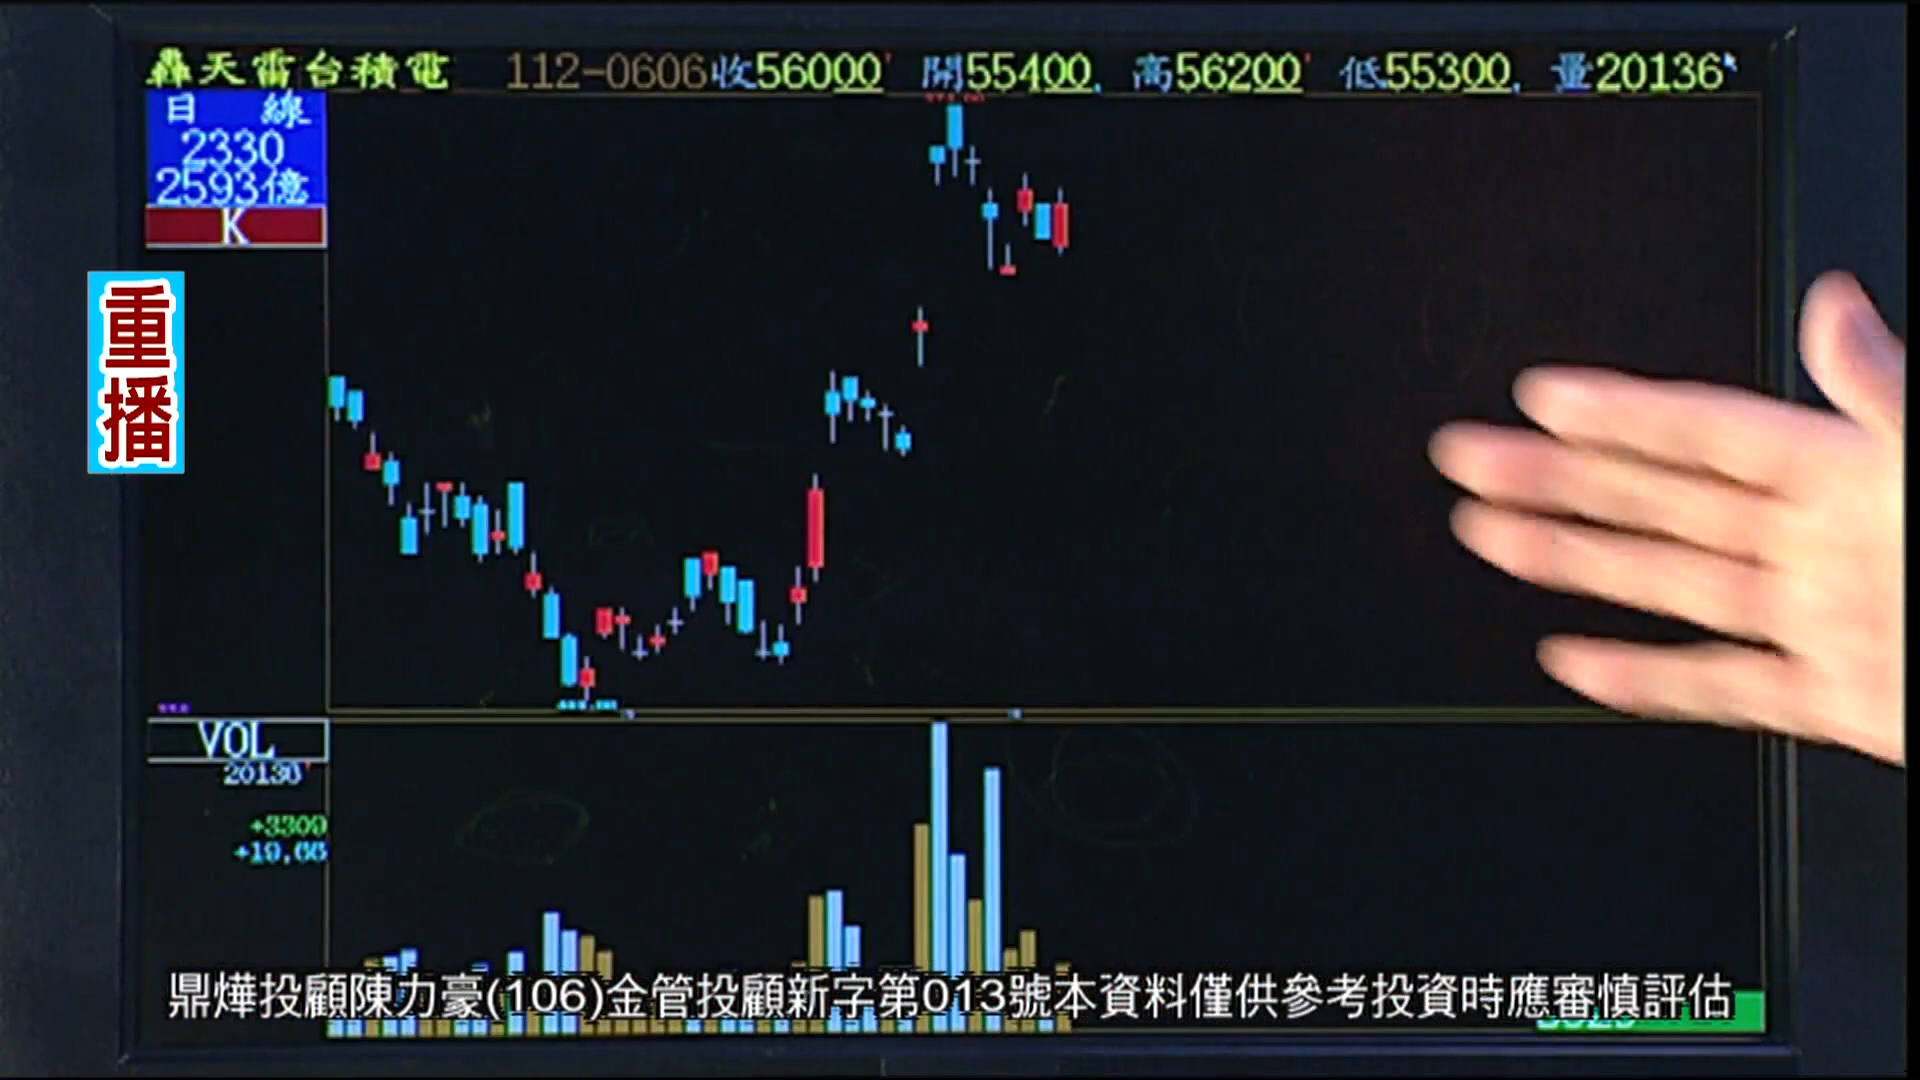 轟天雷台積電 112-0606收56000 開55400 高56200 低55300 量20136
日 線
2330
2593億
K
重播
VOL
20136
+3309
+19.66
鼎燁投顧陳力豪(106)金管投顧新字第013號本資料僅供參考投資時應審慎評估